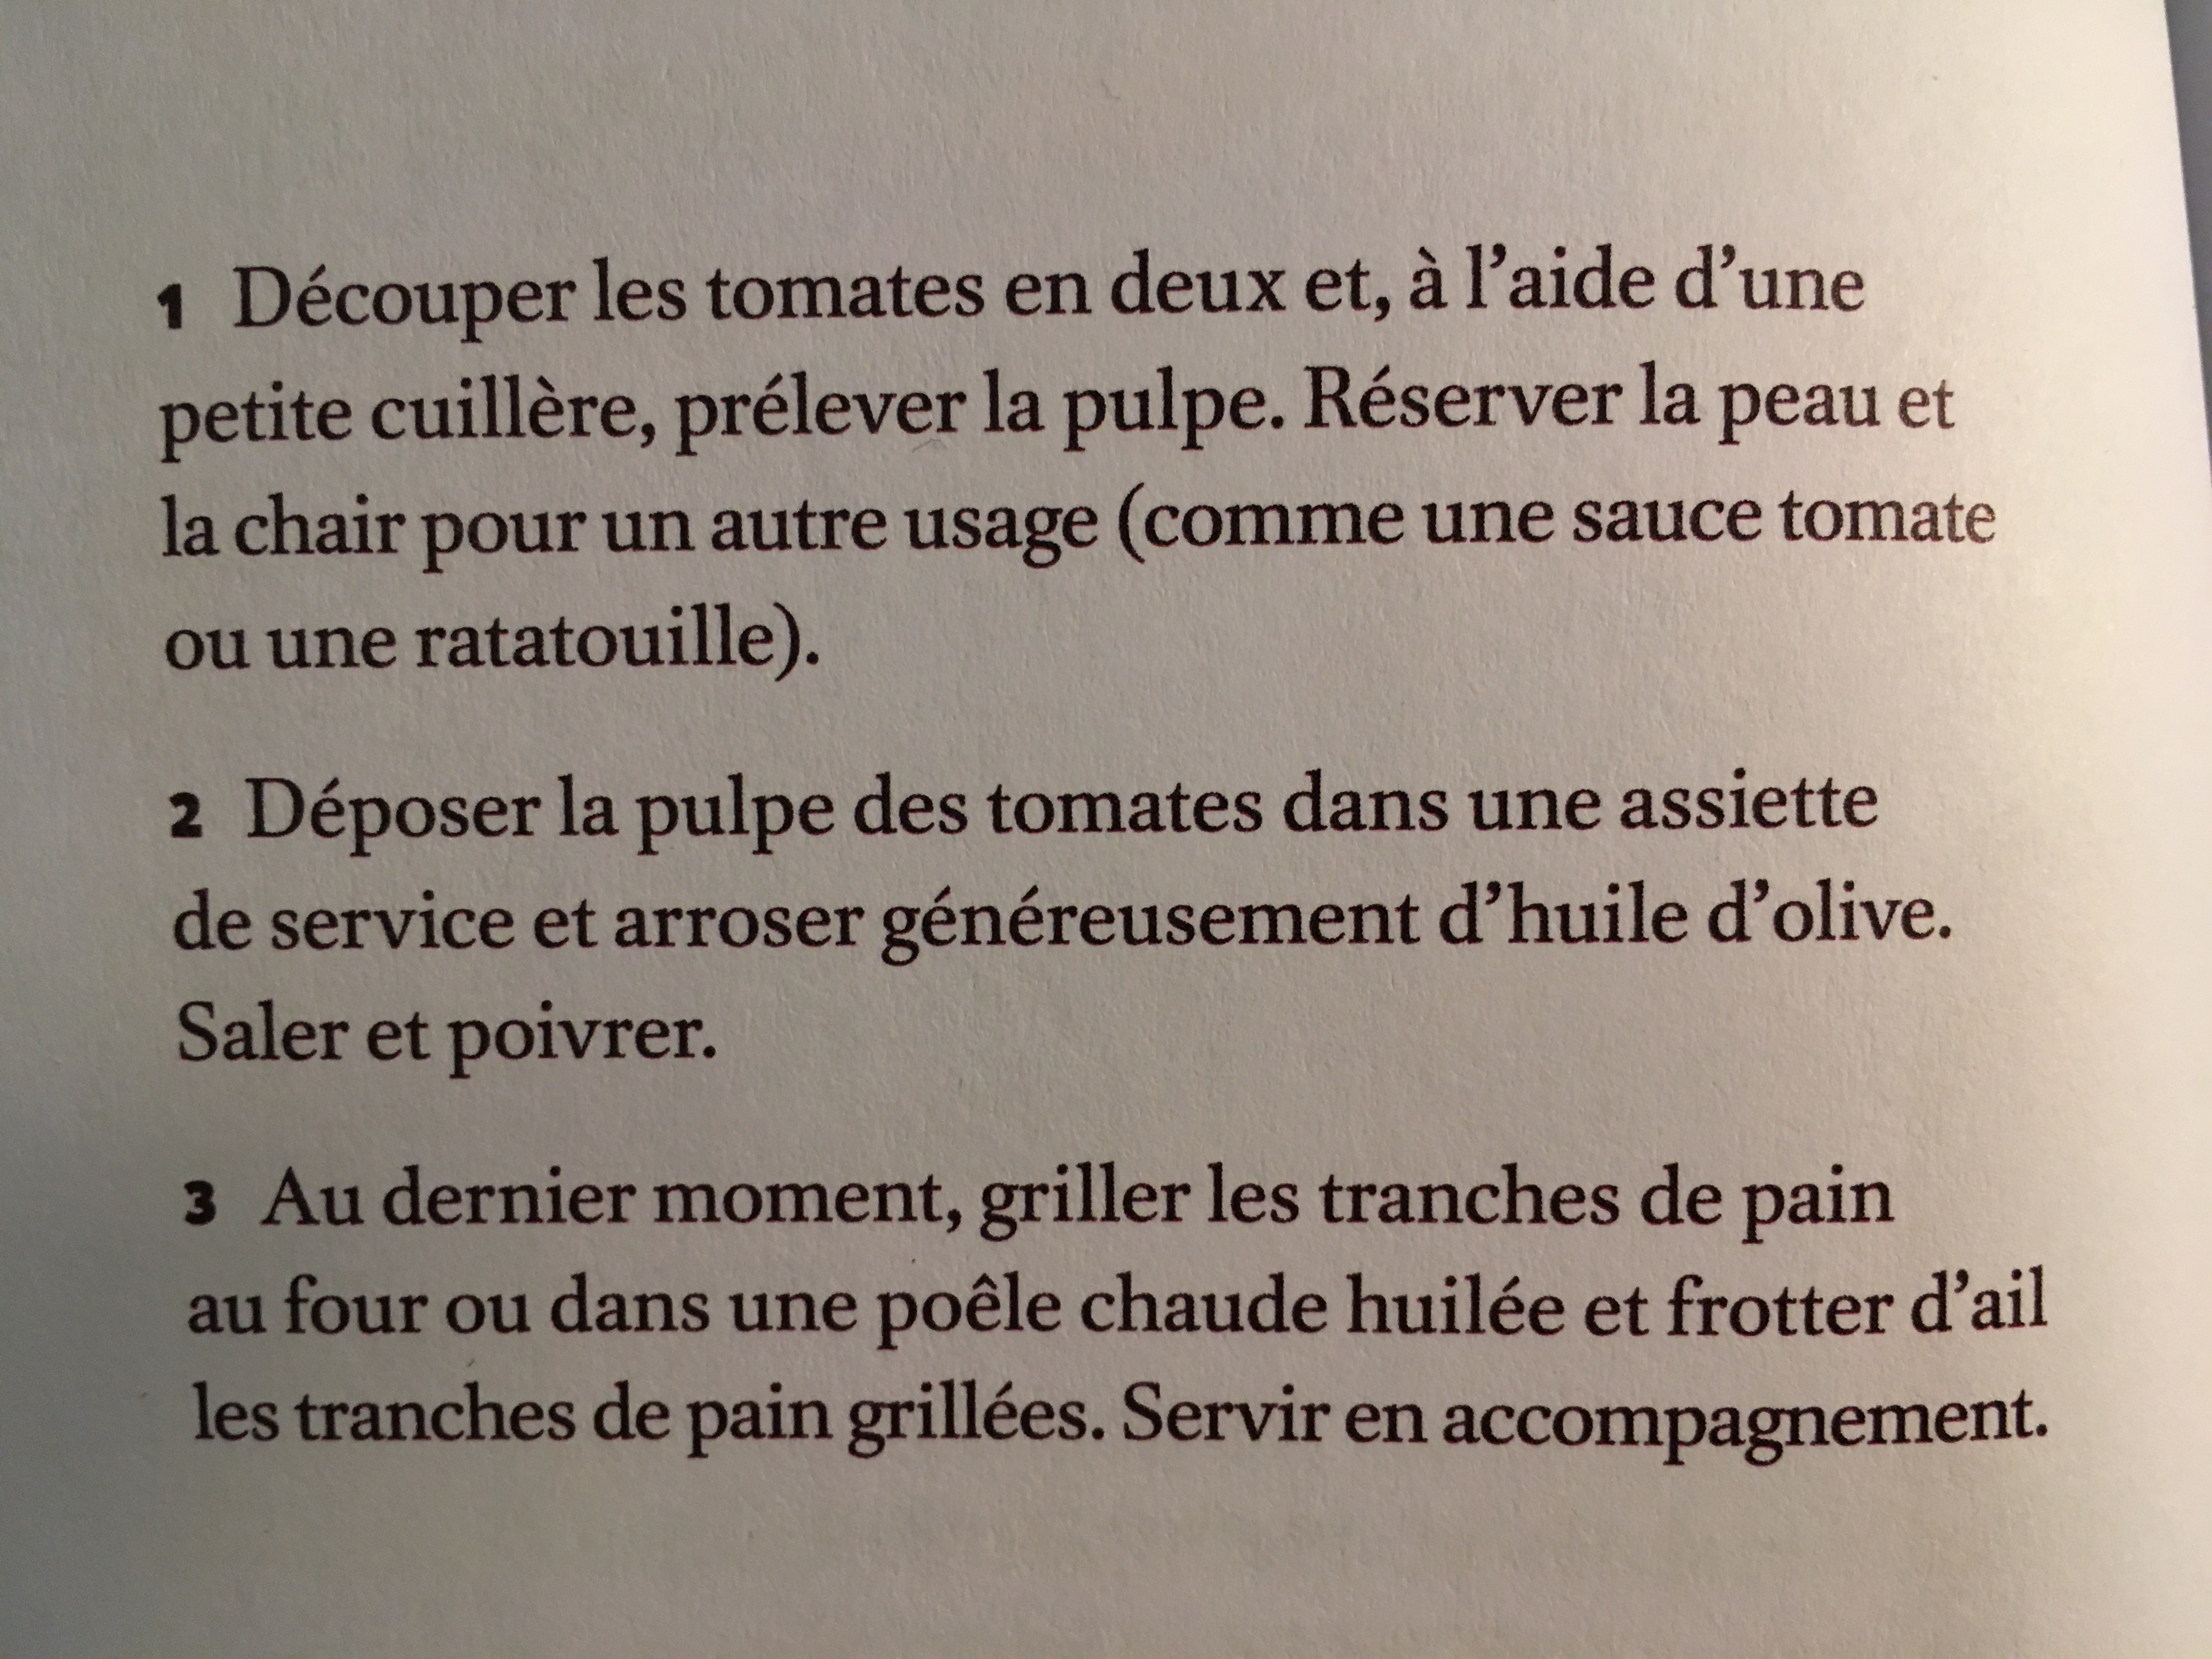 1 Découper les tomates en deux et, à l’aide d’une
petite cuillère, prélever la pulpe. Réserver la peau et
la chair pour un autre usage (comme une sauce tomate
ou une ratatouille).
2 Déposer la pulpe des tomates dans une assiette
de service et arroser généreusement d’huile d’olive.
Saler et poivrer.
3 Au dernier moment, griller les tranches de pain
au four ou dans une poêle chaude huilée et frotter d’ail
les tranches de pain grillées. Servir en accompagnement.